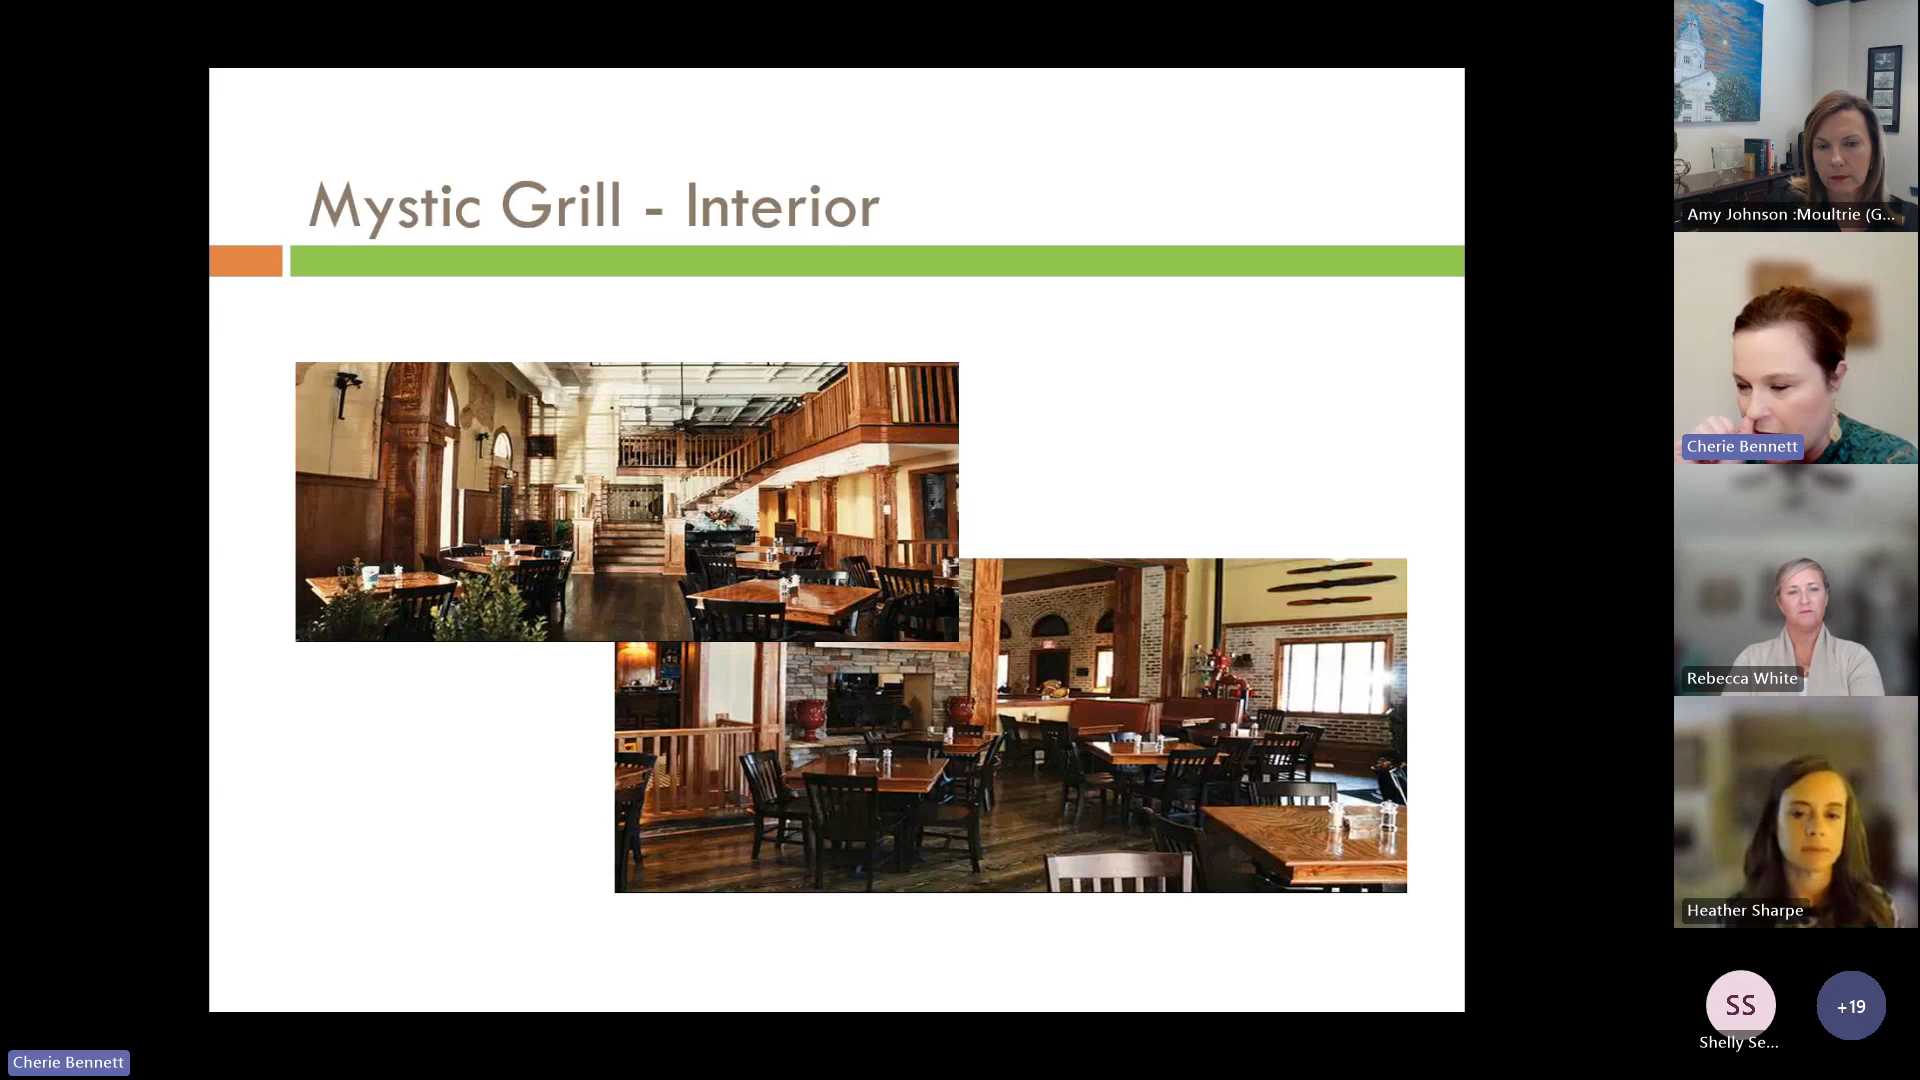 Mystic Grill - Interior
Amy Johnson :Moultrie (G...
Cherie Bennett
Rebecca White
Heather Sharpe
SS
+19
Shelly Se...
Cherie Bennett